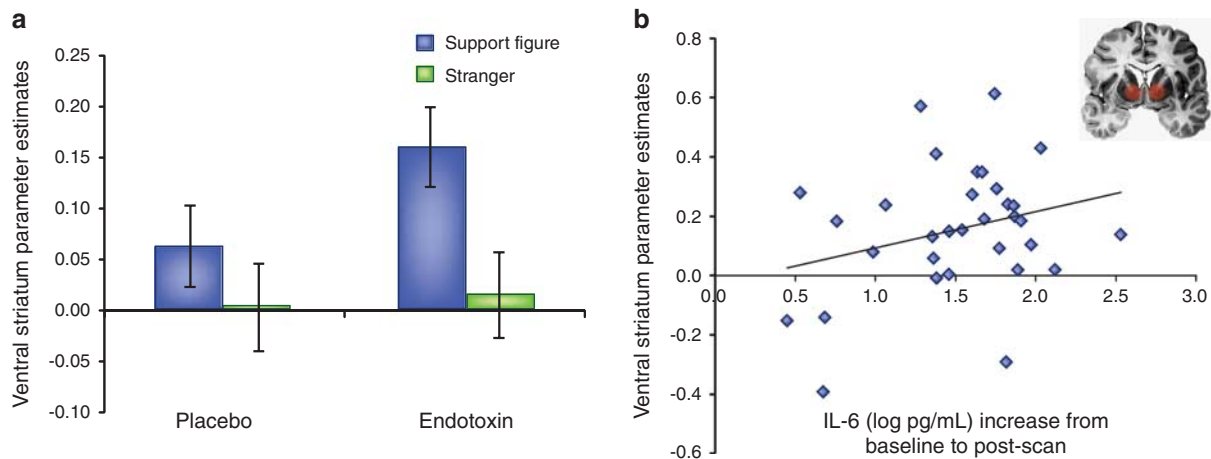 a
Ventral striatum parameter estimates
0.25
0.20
0.15
0.10
0.05
0.00
-0.05
-0.10
Support figure
Stranger
Placebo
Endotoxin
b
Ventral striatum parameter estimates
0.8
0.6
0.4
0.2
0.0
-0.2
-0.4
-0.6
0.0
0.5
1.0
1.5
2.0
2.5
3.0
IL-6 (log pg/mL) increase from
baseline to post-scan